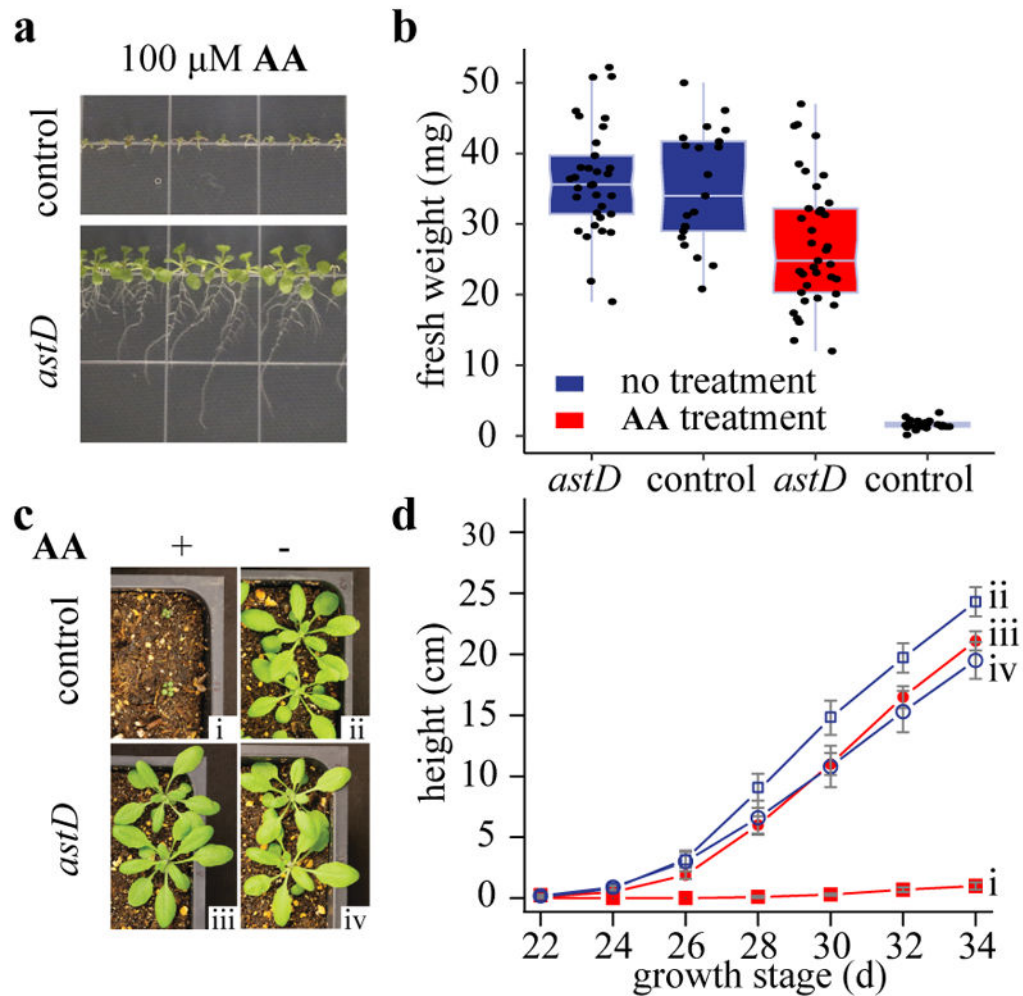 a
100 μM AA
control
astD
b
fresh weight (mg)
50
40
30
20
10
0
no treatment
AA treatment
astD control astD control
c
AA + -
control
astD
i
ii
iii
iv
d
height (cm)
30
25
20
15
10
5
0
ii
iii
iv
i
22 24 26 28 30 32 34
growth stage (d)